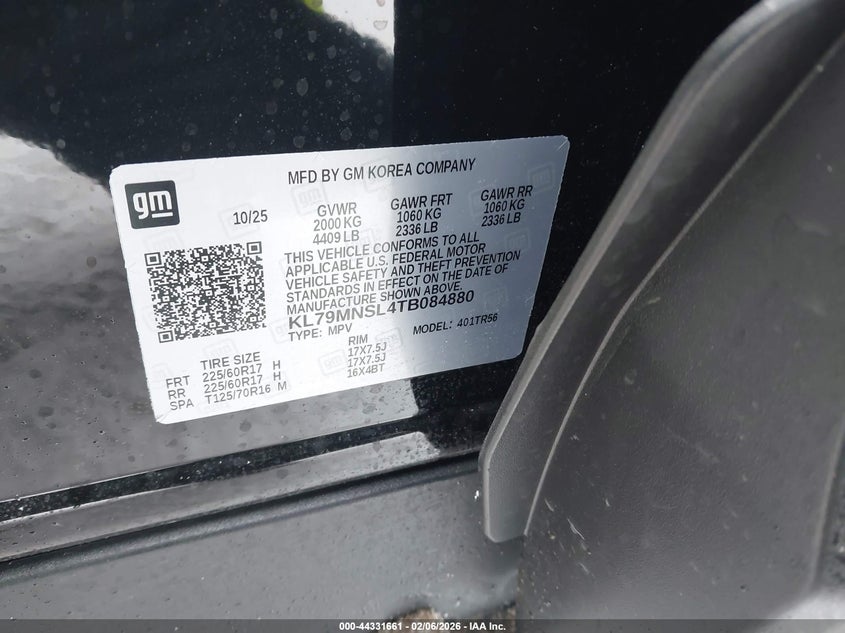 MFD BY GM KOREA COMPANY
gm
10/25
GVWR GAWR FRT GAWR RR
2000 KG 1060 KG 1060 KG
4409 LB 2336 LB 2336 LB
THIS VEHICLE CONFORMS TO ALL
APPLICABLE U.S. FEDERAL MOTOR
VEHICLE SAFETY AND THEFT PREVENTION
STANDARDS IN EFFECT ON THE DATE OF
MANUFACTURE SHOWN ABOVE.
KL79MNSL4TB084880
TYPE: MPV MODEL: 401TR56
TIRE SIZE RIM
FRT 225/60R17 H 17X7.5J
RR 225/60R17 H 17X7.5J
SPA T125/70R16 M 16X4BT
000-44331661 - 02/06/2026 - IAA Inc.